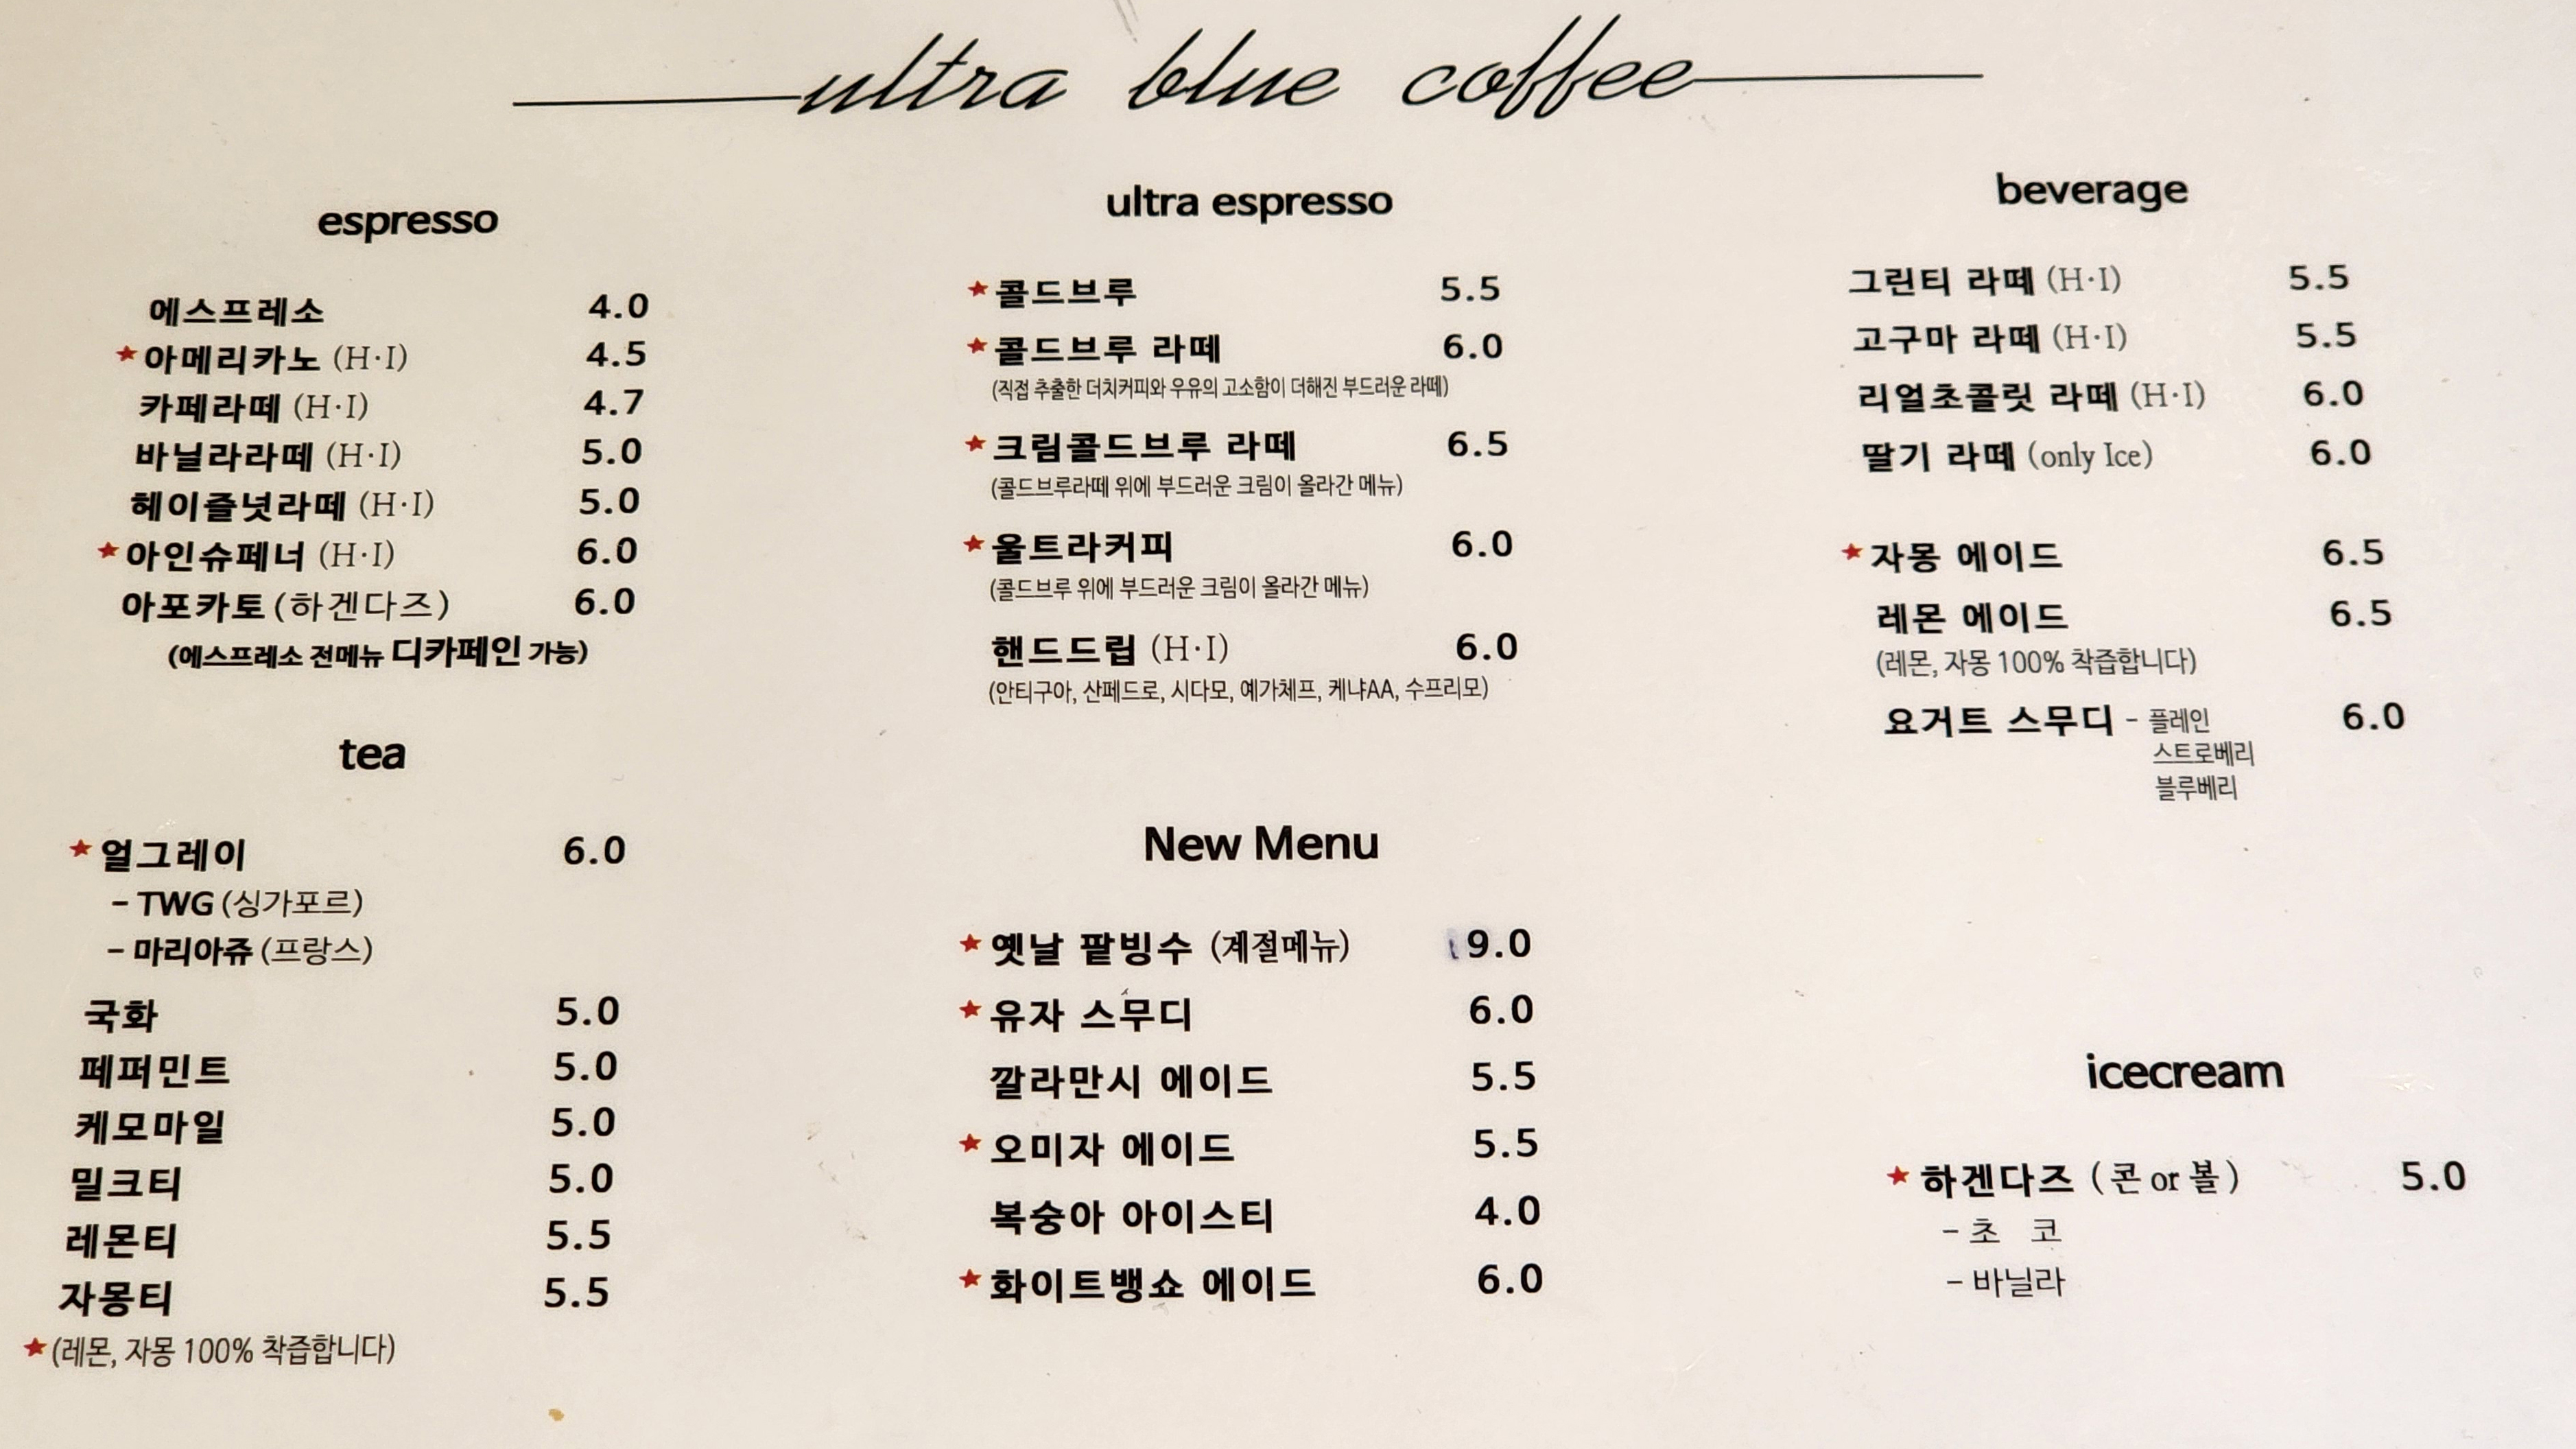 ultra blue coffee
espresso
에스프레소 4.0
★ 아메리카노 (H·I) 4.5
카페라떼 (H·I) 4.7
바닐라라떼 (H·I) 5.0
헤이즐넛라떼 (H·I) 5.0
★ 아인슈페너 (H·I) 6.0
아포카토 (하겐다즈) 6.0
(에스프레소 전메뉴 디카페인 가능)
tea
★ 얼그레이 6.0
- TWG (싱가포르)
- 마리아쥬 (프랑스)
국화 5.0
페퍼민트 5.0
케모마일 5.0
밀크티 5.0
레몬티 5.5
자몽티 5.5
★ (레몬, 자몽 100% 착즙합니다)
ultra espresso
★ 콜드브루 5.5
★ 콜드브루 라떼 6.0
(직접 추출한 더치커피와 우유의 고소함이 더해진 부드러운 라떼)
★ 크림콜드브루 라떼 6.5
(콜드브루라떼 위에 부드러운 크림이 올라간 메뉴)
★ 울트라커피 6.0
(콜드브루 위에 부드러운 크림이 올라간 메뉴)
핸드드립 (H·I) 6.0
(안티구아, 산페드로, 시다모, 예가체프, 케냐AA, 수프리모)
New Menu
★ 옛날 팥빙수 (계절메뉴) 9.0
★ 유자 스무디 6.0
깔라만시 에이드 5.5
★ 오미자 에이드 5.5
복숭아 아이스티 4.0
★ 화이트뱅쇼 에이드 6.0
beverage
그린티 라떼 (H·I) 5.5
고구마 라떼 (H·I) 5.5
리얼초콜릿 라떼 (H·I) 6.0
딸기 라떼 (only Ice) 6.0
★ 자몽 에이드 6.5
레몬 에이드 6.5
(레몬, 자몽 100% 착즙합니다)
요거트 스무디 - 플레인 6.0
스트로베리
블루베리
icecream
★ 하겐다즈 (콘 or 볼) 5.0
- 초 코
- 바닐라